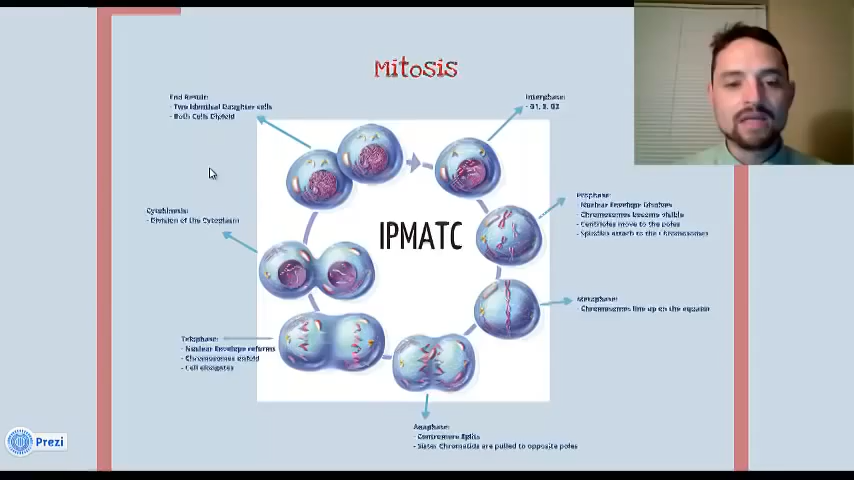 Mitosis
End Result:
- Two Identical Daughter cells
- Both Cells Diploid
Interphase:
- G1, S, G2
Prophase:
- Nuclear Envelope
- Chromosomes become visible
- Centrioles move to the poles
- Spindles attach to the Chromosomes
Cytokinesis:
- Division of the Cytoplasm
IPMATC
Metaphase:
- Chromosomes line up on the equator
Telophase:
- Nuclear Envelope reforms
- Chromosomes unfold
- Cell elongates
Anaphase:
- Centromere Splits
- Sister Chromatids are pulled to opposite poles
Prezi